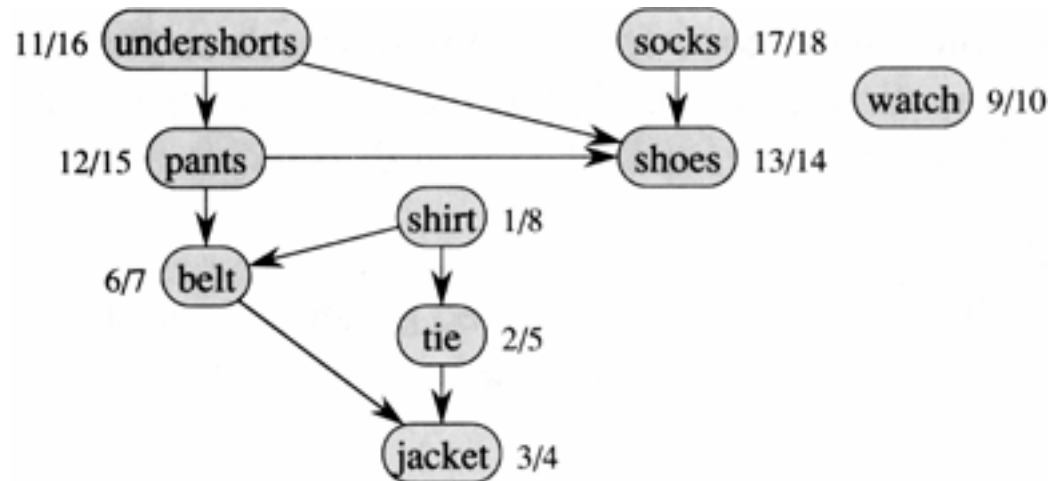 11/16 undershorts socks 17/18
watch 9/10
12/15 pants shoes 13/14
shirt 1/8
6/7 belt
tie 2/5
jacket 3/4